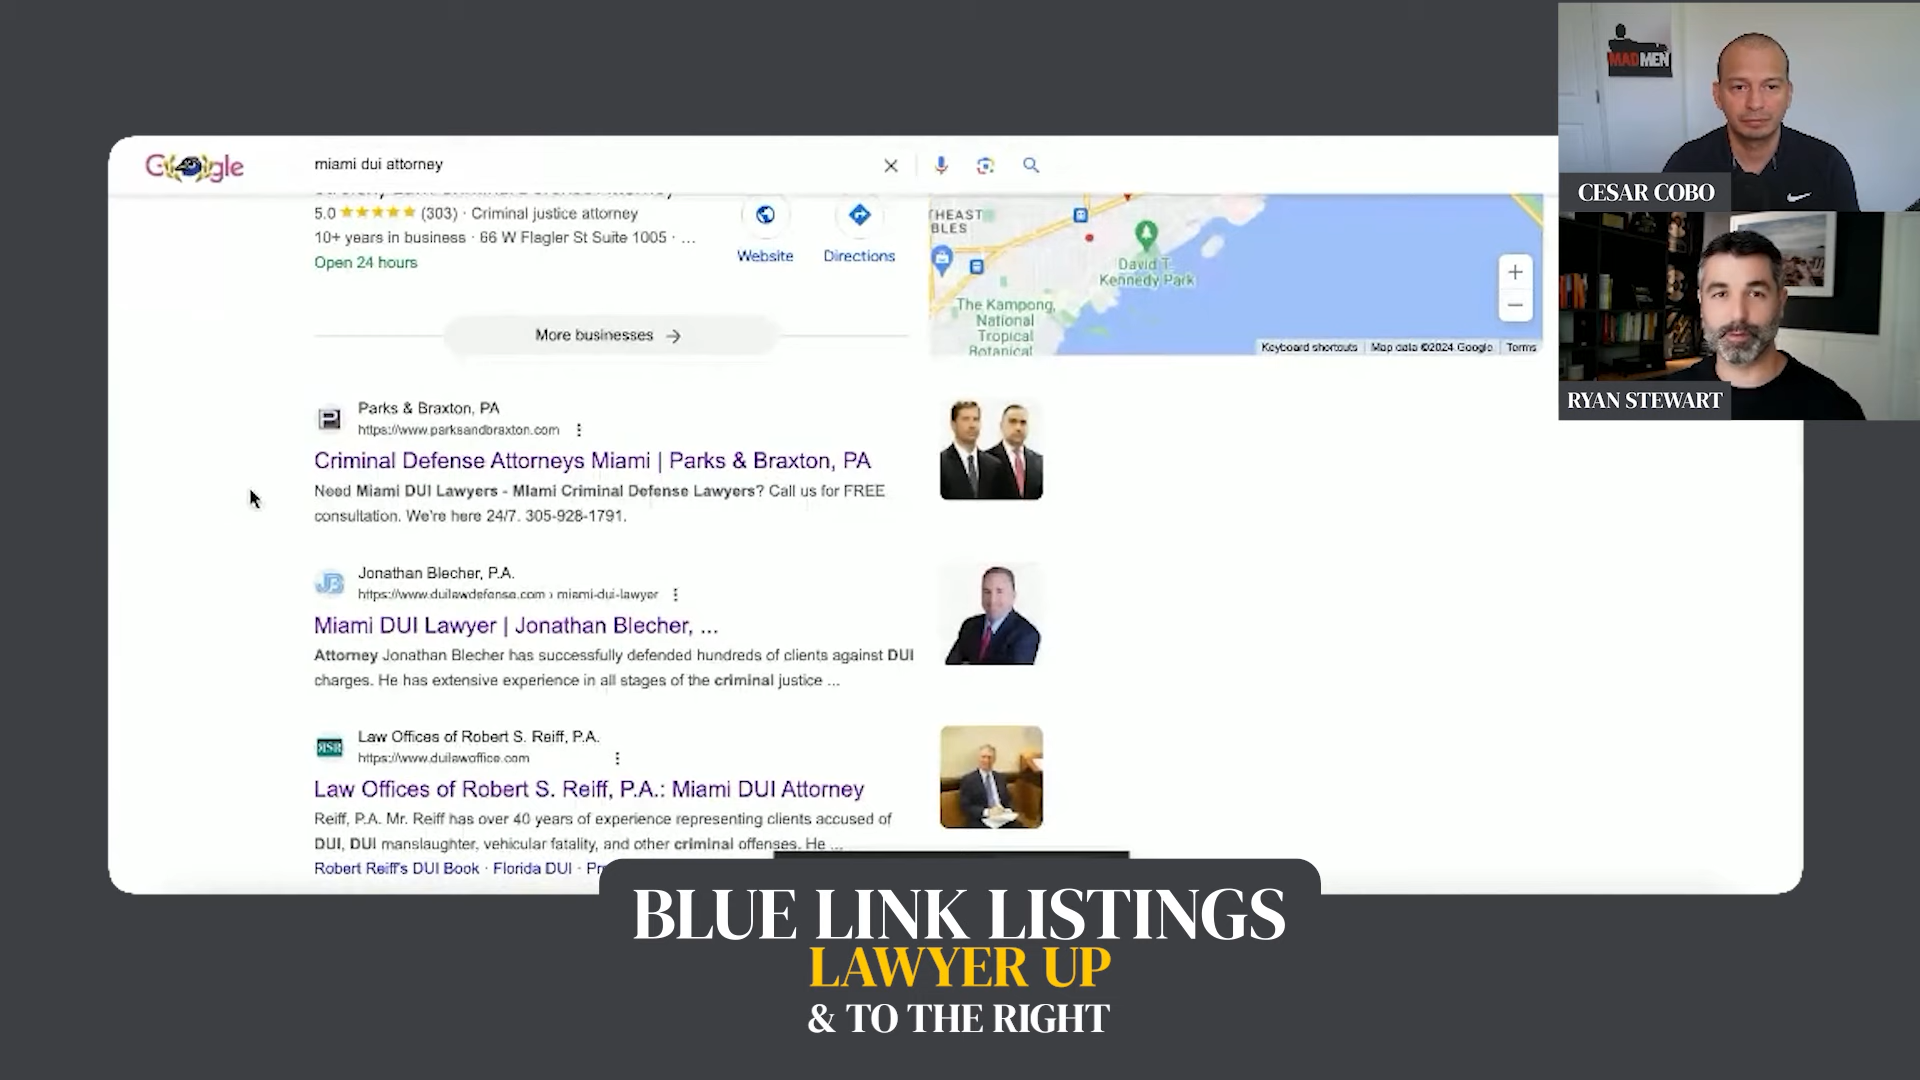 Google
miami dui attorney
5.0 (303) · Criminal justice attorney
10+ years in business · 66 W Flagler St Suite 1005 · ...
Open 24 hours
Website
Directions
More businesses
THEAST
BLES
David T.
Kennedy Park
The Kampong,
National
Tropical
Botanical
Keyboard shortcuts
Map data ©2024 Google
Terms
Parks & Braxton, PA
https://www.parksandbraxton.com
Criminal Defense Attorneys Miami | Parks & Braxton, PA
Need Miami DUI Lawyers - Miami Criminal Defense Lawyers? Call us for FREE
consultation. We're here 24/7. 305-928-1791.
JB
Jonathan Blecher, P.A.
https://www.duilawdefense.com › miami-dui-lawyer
Miami DUI Lawyer | Jonathan Blecher, ...
Attorney Jonathan Blecher has successfully defended hundreds of clients against DUI
charges. He has extensive experience in all stages of the criminal justice ...
RSR
Law Offices of Robert S. Reiff, P.A.
https://www.duilawoffice.com
Law Offices of Robert S. Reiff, P.A.: Miami DUI Attorney
Reiff, P.A. Mr. Reiff has over 40 years of experience representing clients accused of
DUI, DUI manslaughter, vehicular fatality, and other criminal offenses. He ...
Robert Reiff's DUI Book · Florida DUI ·
MADMEN
CESAR COBO
RYAN STEWART
BLUE LINK LISTINGS
LAWYER UP
& TO THE RIGHT